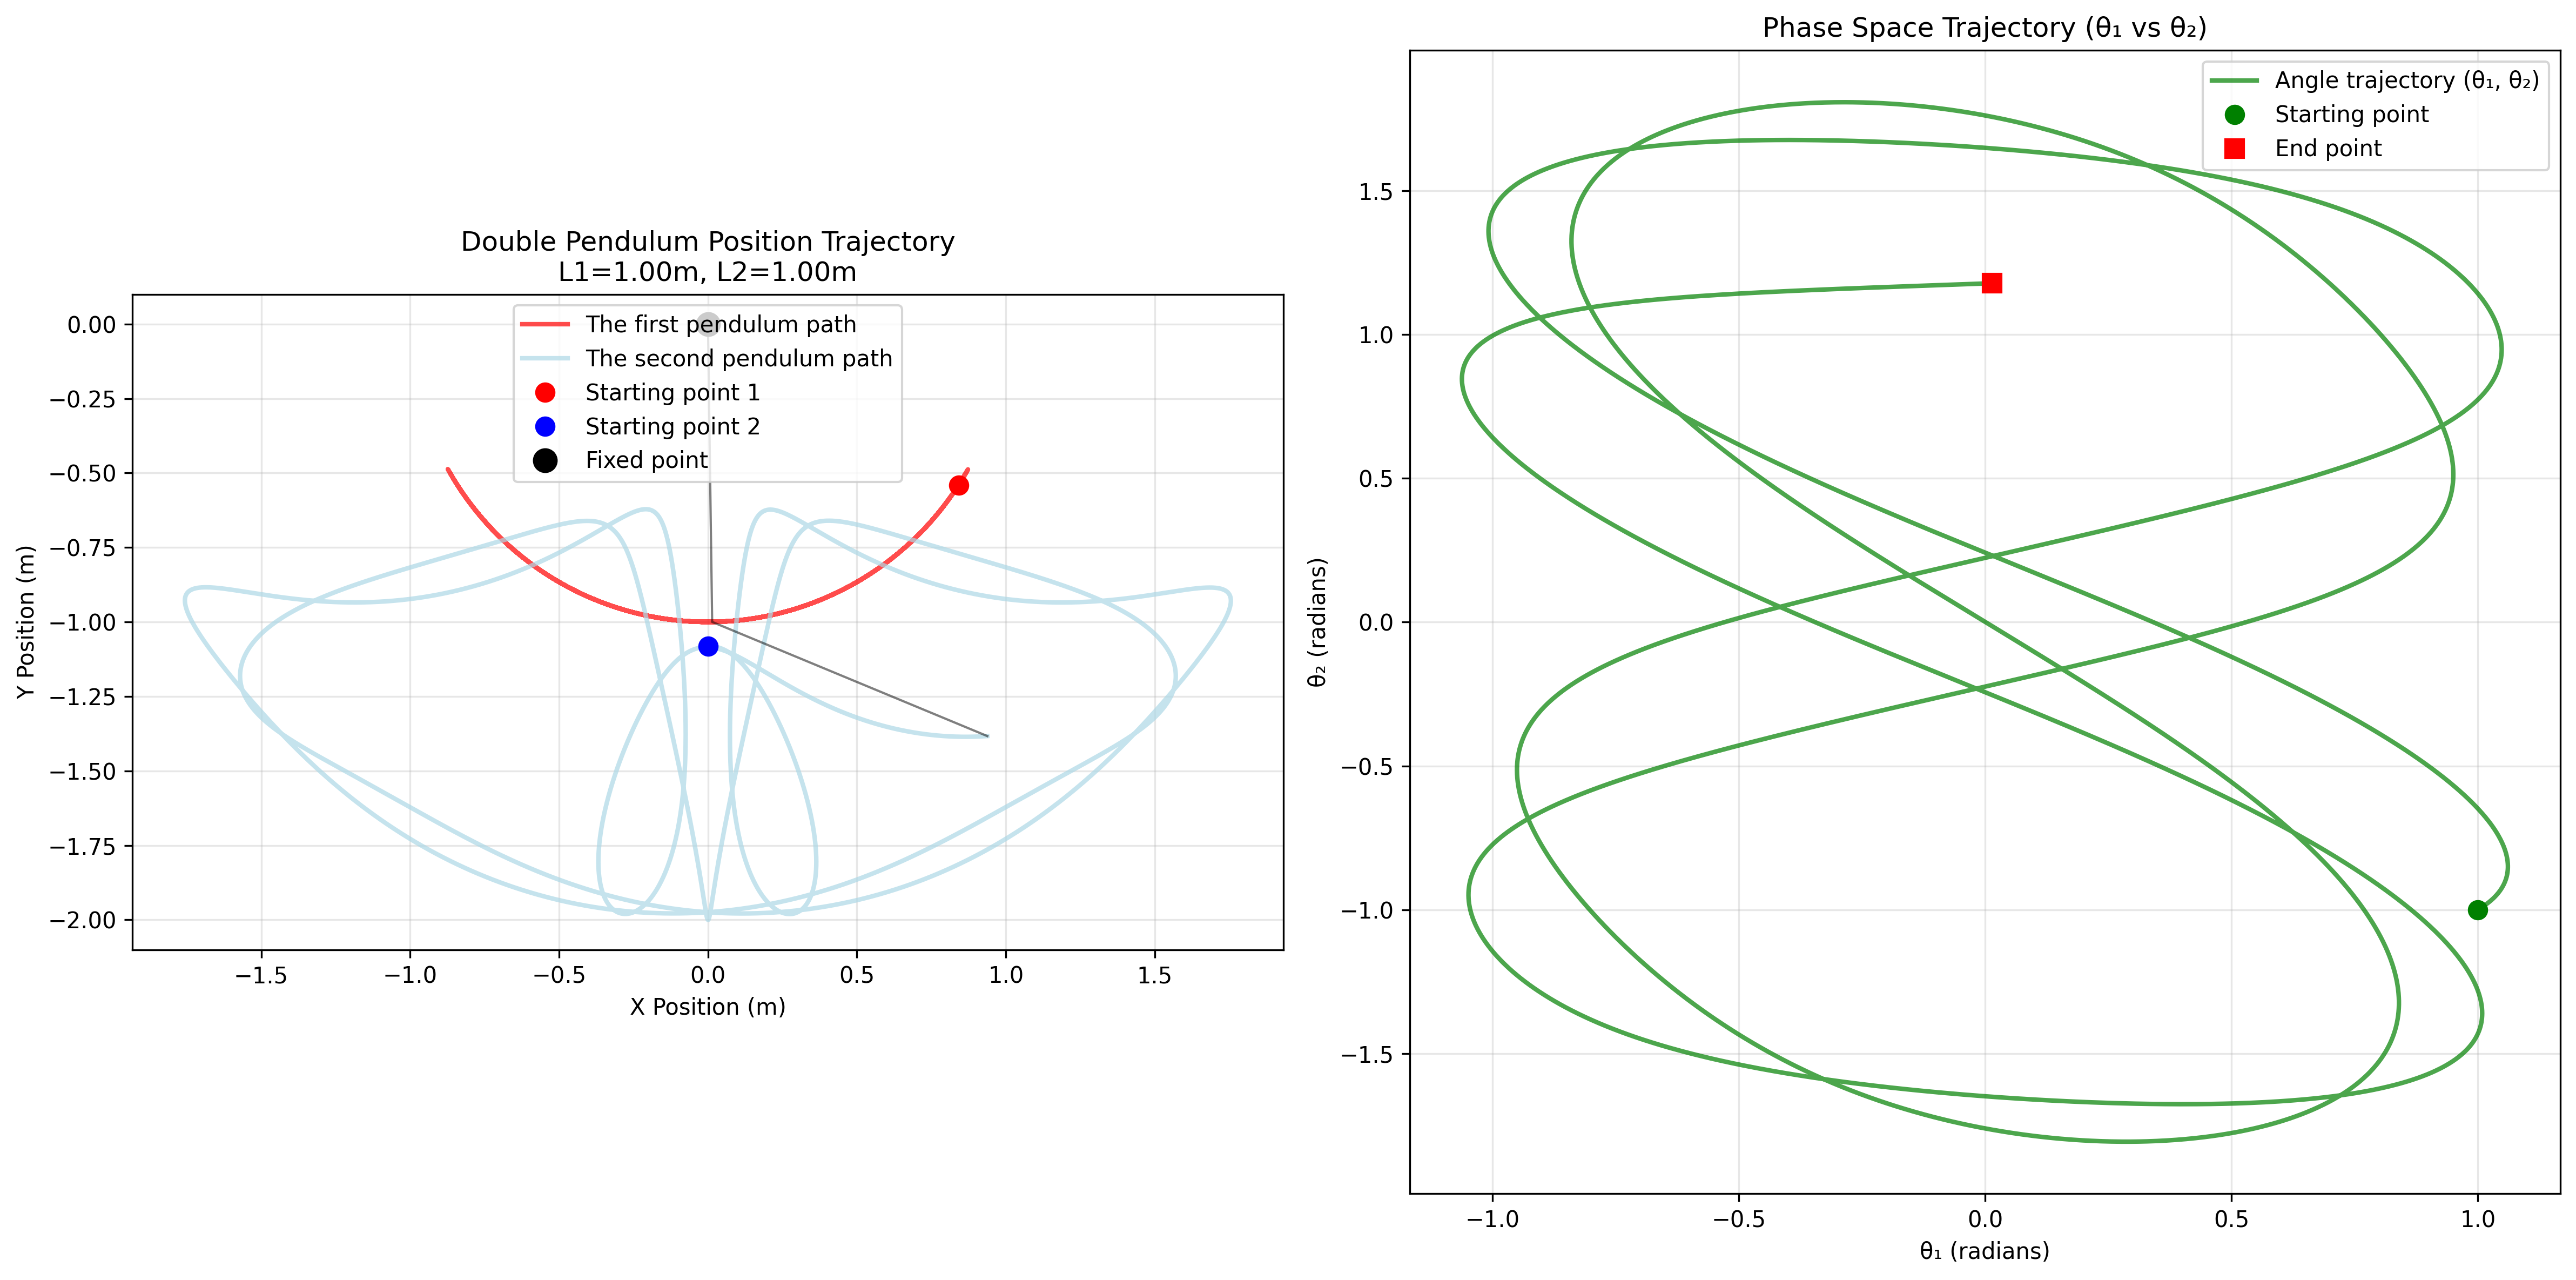 Double Pendulum Position Trajectory
L1=1.00m, L2=1.00m
The first pendulum path
The second pendulum path
Starting point 1
Starting point 2
Fixed point
0.00
−0.25
−0.50
−0.75
−1.00
−1.25
−1.50
−1.75
−2.00
Y Position (m)
−1.5 −1.0 −0.5 0.0 0.5 1.0 1.5
X Position (m)
Phase Space Trajectory (θ₁ vs θ₂)
Angle trajectory (θ₁, θ₂)
Starting point
End point
1.5
1.0
0.5
0.0
−0.5
−1.0
−1.5
θ₂ (radians)
−1.0 −0.5 0.0 0.5 1.0
θ₁ (radians)